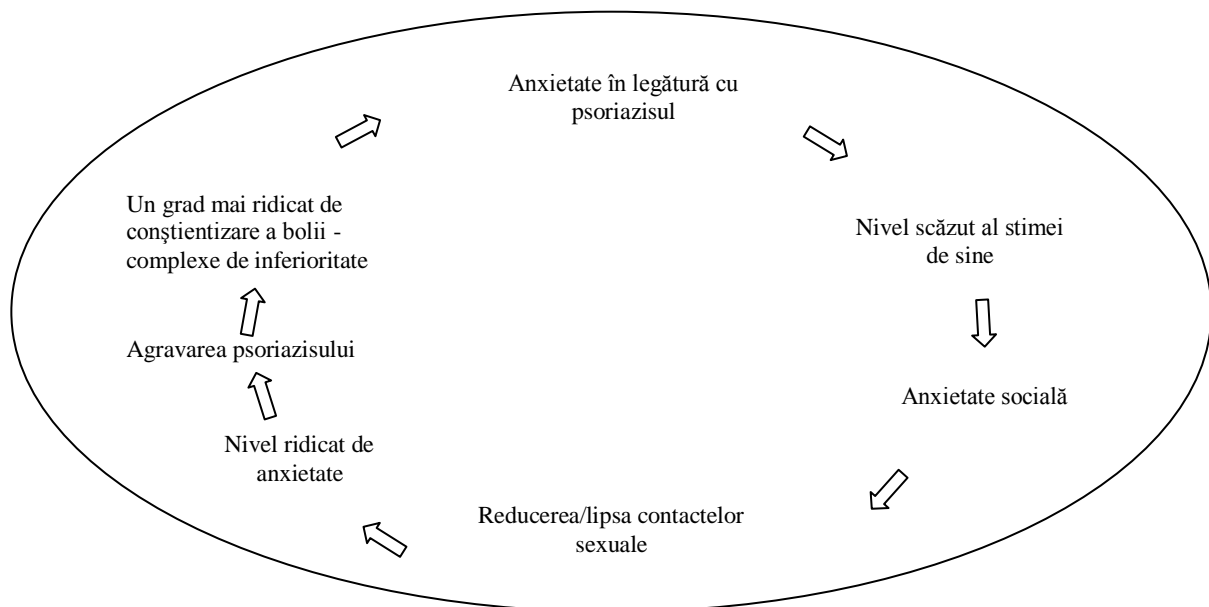 Anxietate în legătură cu
psoriazisul
Nivel scăzut al stimei
de sine
Anxietate socială
Reducerea/lipsa contactelor
sexuale
Nivel ridicat de
anxietate
Agravarea psoriazisului
Un grad mai ridicat de
conştientizare a bolii -
complexe de inferioritate